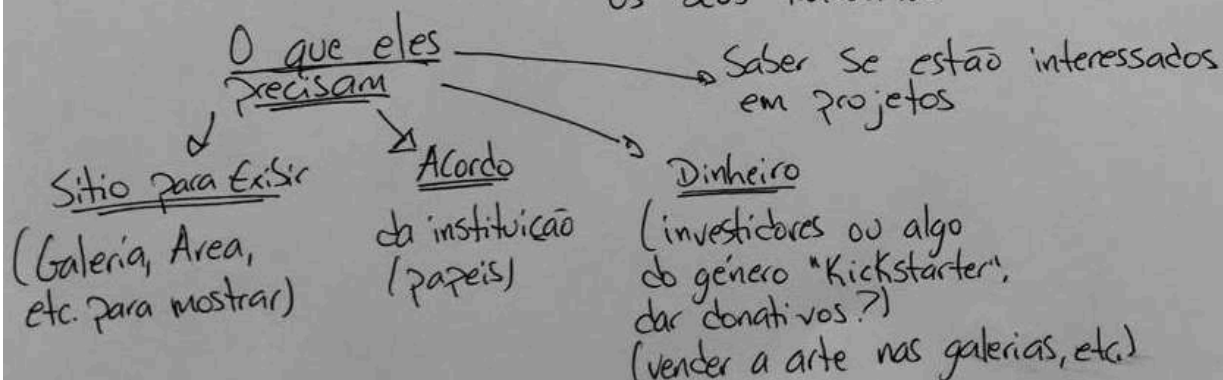 O que eles
precisam
Saber se estão interessados
em projetos
Sitio para Exibir
(Galeria, Area,
etc. para mostrar)
Acordo
da instituição
(papeis)
Dinheiro
(investidores ou algo
do género "Kickstarter",
dar donativos?)
(vender a arte nas galerias, etc.)